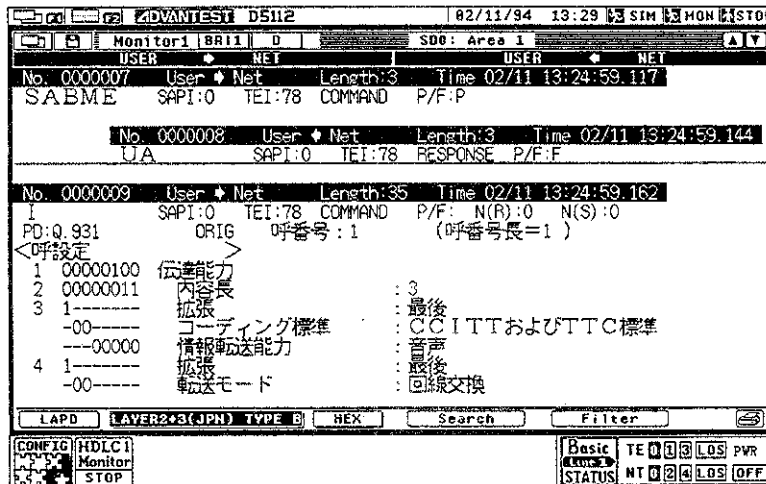 ADVANTEST D5112 02/11/94 13:29 SIM MON STO
Monitor1 BRI1 D SD0: Area 1
USER NET USER NET
No. 0000007 User Net Length:3 Time 02/11 13:24:59.117
SABME SAPI:0 TEI:78 COMMAND P/F:P
No. 0000008 User Net Length:3 Time 02/11 13:24:59.144
UA SAPI:0 TEI:78 RESPONSE P/F:F
No. 0000009 User Net Length:35 Time 02/11 13:24:59.162
I SAPI:0 TEI:78 COMMAND P/F: N(R):0 N(S):0
PD:Q.931 ORIG 呼番号:1 (呼番号長=1 )
<呼設定 >
1 00000100 伝達能力
2 00000011 内容長 :3
3 1------- 拡張 :最後
-00----- コーディング標準 :CCITTおよびTTC標準
---00000 情報転送能力 :音声
4 1------- 拡張 :最後
-00----- 転送モード :回線交換
LAPD LAYER2+3(JPN) TYPE B HEX Search Filter
CONFIG HDLC1 Monitor STOP
Basic Line1 STATUS
TE 0 1 3 LOS PWR
NT 0 2 4 LOS OFF